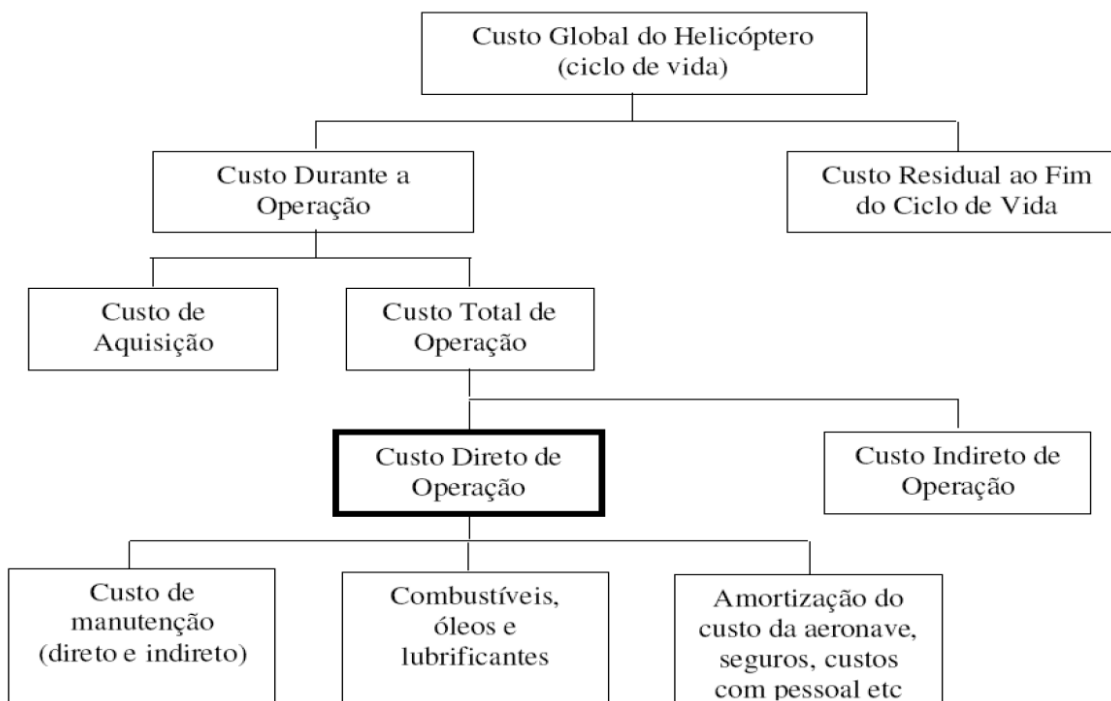 Custo Global do Helicóptero
(ciclo de vida)
Custo Durante a
Operação
Custo Residual ao Fim
do Ciclo de Vida
Custo de
Aquisição
Custo Total de
Operação
Custo Direto de
Operação
Custo Indireto de
Operação
Custo de
manutenção
(direto e indireto)
Combustíveis,
óleos e
lubrificantes
Amortização do
custo da aeronave,
seguros, custos
com pessoal etc